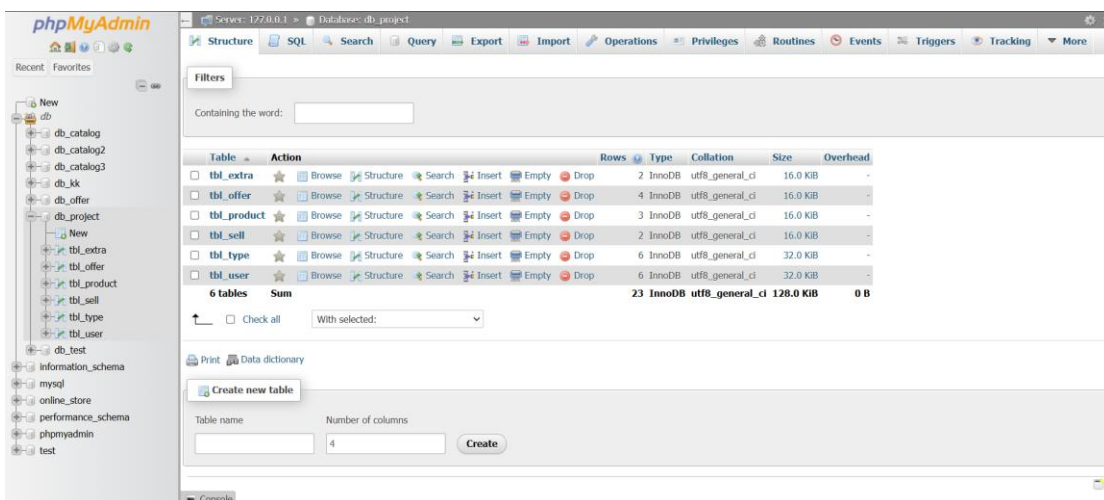 phpMyAdmin
Recent Favorites
New
db
db_catalog
db_catalog2
db_catalog3
db_kk
db_offer
db_project
New
tbl_extra
tbl_offer
tbl_product
tbl_sell
tbl_type
tbl_user
db_test
information_schema
mysql
online_store
performance_schema
phpmyadmin
test
Server: 127.0.0.1 » Database: db_project
Structure SQL Search Query Export Import Operations Privileges Routines Events Triggers Tracking More
Filters
Containing the word:
Table Action Rows Type Collation Size Overhead
tbl_extra Browse Structure Search Insert Empty Drop 2 InnoDB utf8_general_ci 16.0 KiB -
tbl_offer Browse Structure Search Insert Empty Drop 4 InnoDB utf8_general_ci 16.0 KiB -
tbl_product Browse Structure Search Insert Empty Drop 3 InnoDB utf8_general_ci 16.0 KiB -
tbl_sell Browse Structure Search Insert Empty Drop 2 InnoDB utf8_general_ci 16.0 KiB -
tbl_type Browse Structure Search Insert Empty Drop 6 InnoDB utf8_general_ci 32.0 KiB -
tbl_user Browse Structure Search Insert Empty Drop 6 InnoDB utf8_general_ci 32.0 KiB -
6 tables Sum 23 InnoDB utf8_general_ci 128.0 KiB 0 B
Check all With selected:
Print Data dictionary
Create new table
Table name Number of columns
4 Create
Console